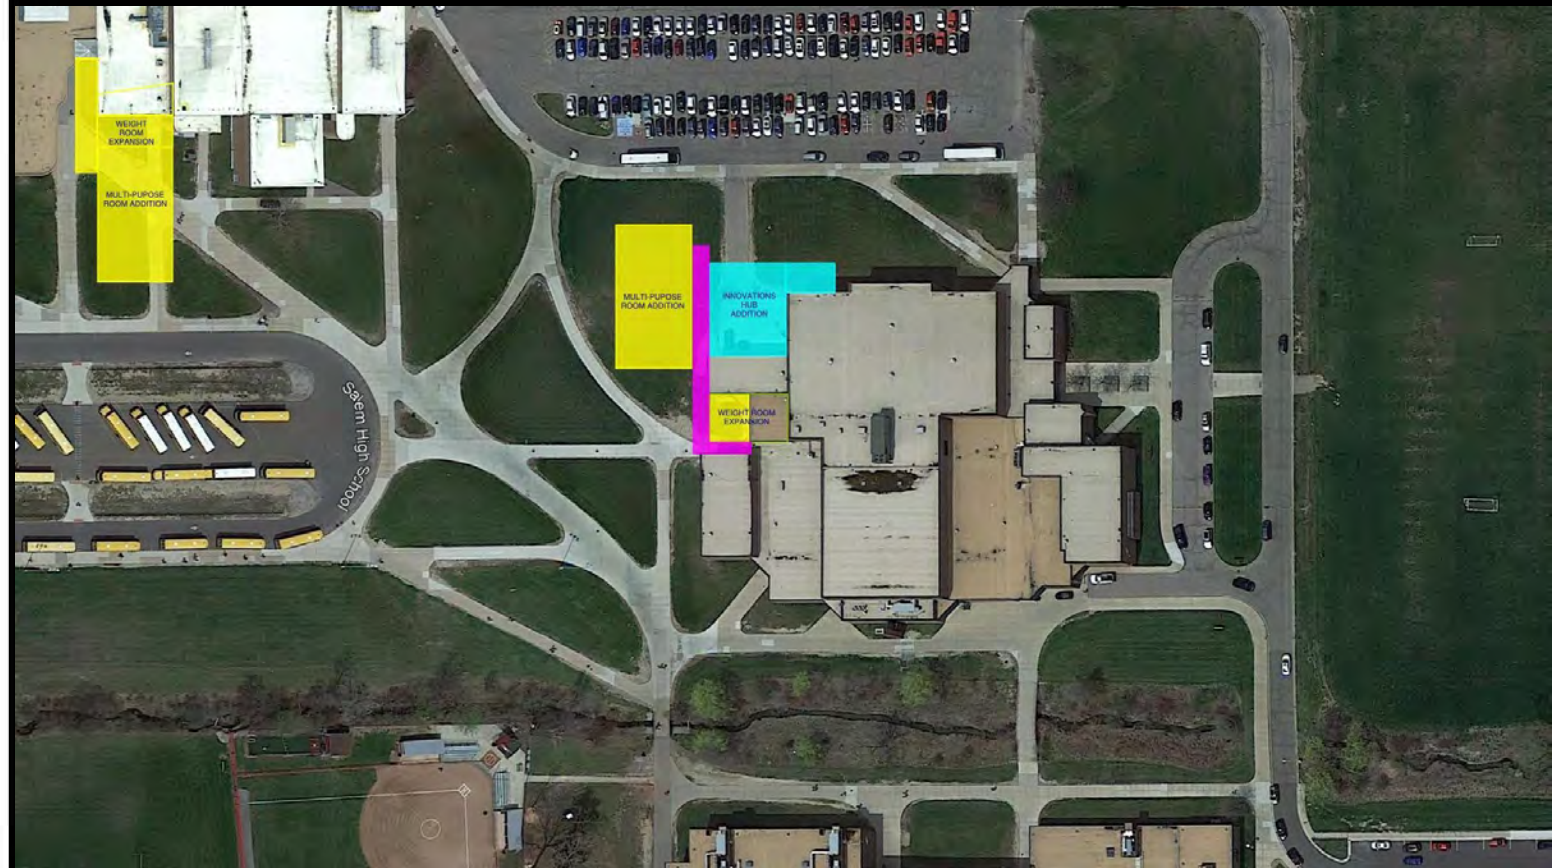 WEIGHT
ROOM
EXPANSION
MULTI-PUPOSE
ROOM ADDITION
MULTI-PUPOSE
ROOM ADDITION
INNOVATIONS
HUB
ADDITION
WEIGHT ROOM
EXPANSION
Salem High School